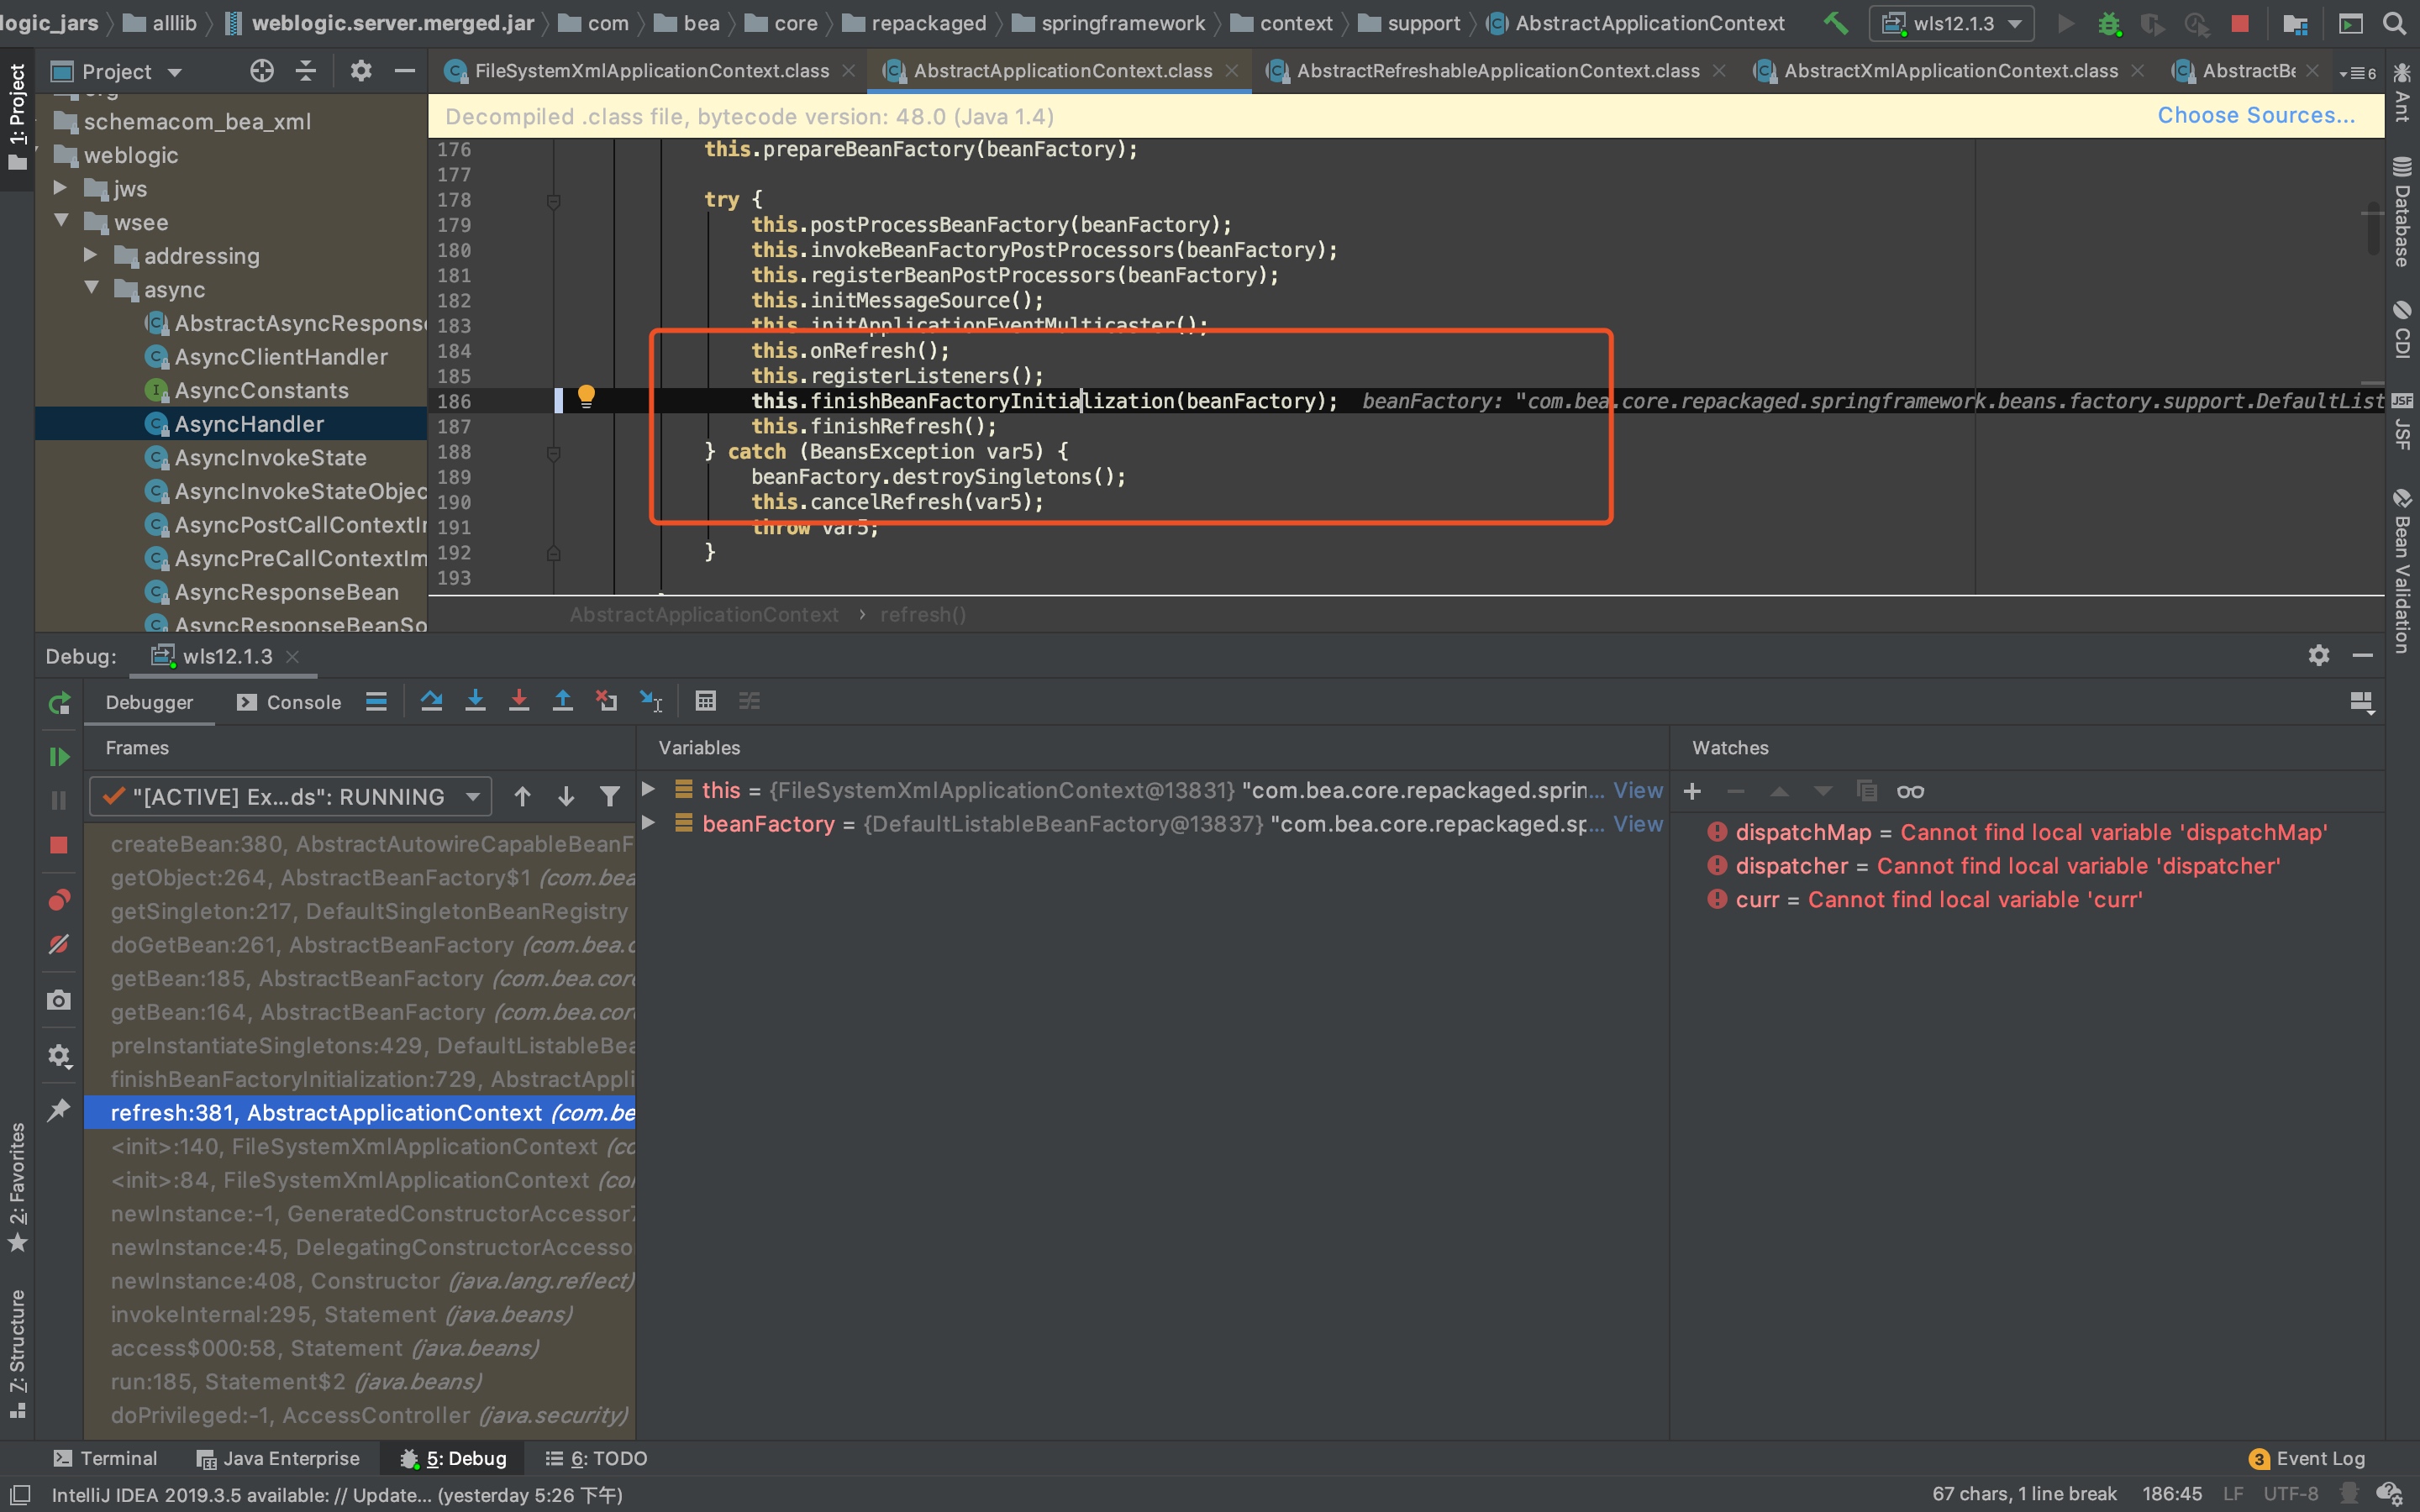 logic_jars alllib weblogic.server.merged.jar com bea core repackaged springframework context support AbstractApplicationContext wls12.1.3
1: Project
Project
schemacom_bea_xml
weblogic
jws
wsee
addressing
async
AbstractAsyncRespons
AsyncClientHandler
AsyncConstants
AsyncHandler
AsyncInvokeState
AsyncInvokeStateObjec
AsyncPostCallContextIr
AsyncPreCallContextIm
AsyncResponseBean
AsyncResponseBeanSo
FileSystemXmlApplicationContext.class AbstractApplicationContext.class AbstractRefreshableApplicationContext.class AbstractXmlApplicationContext.class AbstractBe 6
Decompiled .class file, bytecode version: 48.0 (Java 1.4) Choose Sources...
176 this.prepareBeanFactory(beanFactory);
177
178 try {
179 this.postProcessBeanFactory(beanFactory);
180 this.invokeBeanFactoryPostProcessors(beanFactory);
181 this.registerBeanPostProcessors(beanFactory);
182 this.initMessageSource();
183 this.initApplicationEventMulticaster();
184 this.onRefresh();
185 this.registerListeners();
186 this.finishBeanFactoryInitialization(beanFactory); beanFactory: "com.bea.core.repackaged.springframework.beans.factory.support.DefaultList
187 this.finishRefresh();
188 } catch (BeansException var5) {
189 beanFactory.destroySingletons();
190 this.cancelRefresh(var5);
191 throw var5;
192 }
193
AbstractApplicationContext › refresh()
Ant
Database
CDI
JSF
JSF
Bean Validation
Debug: wls12.1.3
Debugger Console
Frames
"[ACTIVE] Ex...ds": RUNNING
createBean:380, AbstractAutowireCapableBeanF
getObject:264, AbstractBeanFactory$1 (com.bea
getSingleton:217, DefaultSingletonBeanRegistry
doGetBean:261, AbstractBeanFactory (com.bea.c
getBean:185, AbstractBeanFactory (com.bea.cor
getBean:164, AbstractBeanFactory (com.bea.cor
preInstantiateSingletons:429, DefaultListableBea
finishBeanFactoryInitialization:729, AbstractAppli
refresh:381, AbstractApplicationContext (com.be
<init>:140, FileSystemXmlApplicationContext (co
<init>:84, FileSystemXmlApplicationContext (co
newInstance:-1, GeneratedConstructorAccessor7
newInstance:45, DelegatingConstructorAccesso
newInstance:408, Constructor (java.lang.reflect)
invokeInternal:295, Statement (java.beans)
access$000:58, Statement (java.beans)
run:185, Statement$2 (java.beans)
doPrivileged:-1, AccessController (java.security)
Variables
this = {FileSystemXmlApplicationContext@13831} "com.bea.core.repackaged.sprin... View
beanFactory = {DefaultListableBeanFactory@13837} "com.bea.core.repackaged.sp... View
Watches
dispatchMap = Cannot find local variable 'dispatchMap'
dispatcher = Cannot find local variable 'dispatcher'
curr = Cannot find local variable 'curr'
2: Favorites
Z: Structure
Terminal Java Enterprise 5: Debug 6: TODO 3 Event Log
IntelliJ IDEA 2019.3.5 available: // Update... (yesterday 5:26 下午) 67 chars, 1 line break 186:45 LF UTF-8